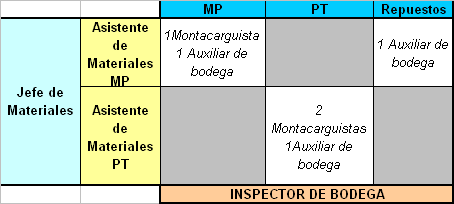 MP PT Repuestos
Jefe de
Materiales
Asistente
de
Materiales
MP
1Montacarguista
1 Auxiliar de
bodega
1 Auxiliar de
bodega
Asistente
de
Materiales
PT
2
Montacarguistas
1Auxiliar de
bodega
INSPECTOR DE BODEGA